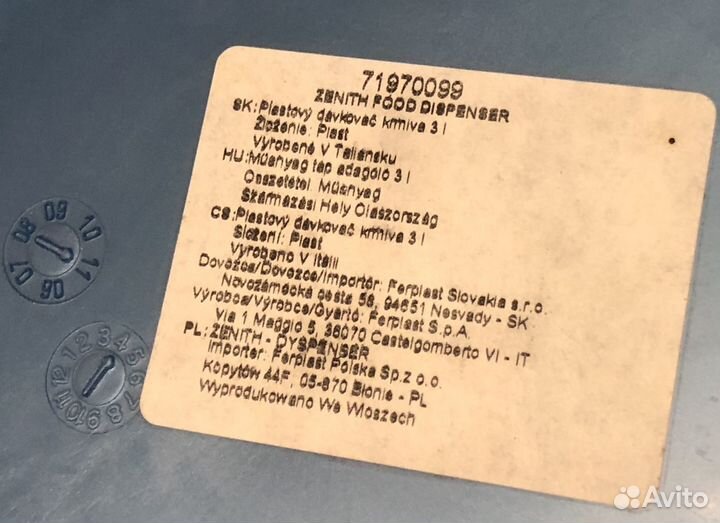 71970099
ZENITH FOOD DISPENSER
SK: Plastový dávkovač krmiva 3 l
Zloženie: Plast
Vyrobené V Taliansku
HU: Műanyag táp adagoló 3 l
Összetétel: Műanyag
Származási Hely Olaszország
CS: Plastový dávkovač krmiva 3 l
Složení: Plast
Vyrobeno V Itálii
Dovozca/Dovozce/Importőr: Ferplast Slovakia s.r.o.
Novozámocká cesta 58, 94651 Nesvady - SK
Výrobca/Výrobce/Gyártó: Ferplast S.p.A.
Via 1 Maggio 5, 36070 Castelgomberto VI - IT
PL: ZENITH - DYSPENSER
Importer: Ferplast Polska Sp.z o.o.
Kopytów 44F, 05-870 Błonie - PL
Wyprodukowano We Włoszech
06 07 08 09 10 11
1 2 3 4 5 6 7 8 9 10 11 12
Avito